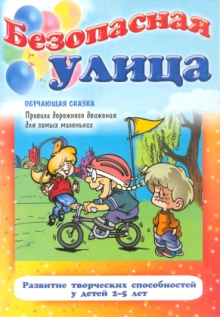 Безопасная
улица
ОБУЧАЮЩАЯ СКАЗКА
Правила дорожного движения
для самых маленьких
Развитие творческих способностей
у детей 2–5 лет